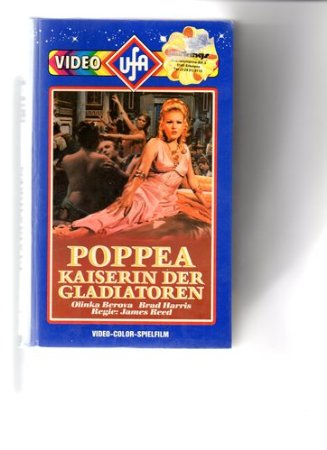 VIDEO UFA
POPPEA
KAISERIN DER
GLADIATOREN
Olinka Berova Brad Harris
Regie: James Reed
VIDEO-COLOR-SPIELFILM